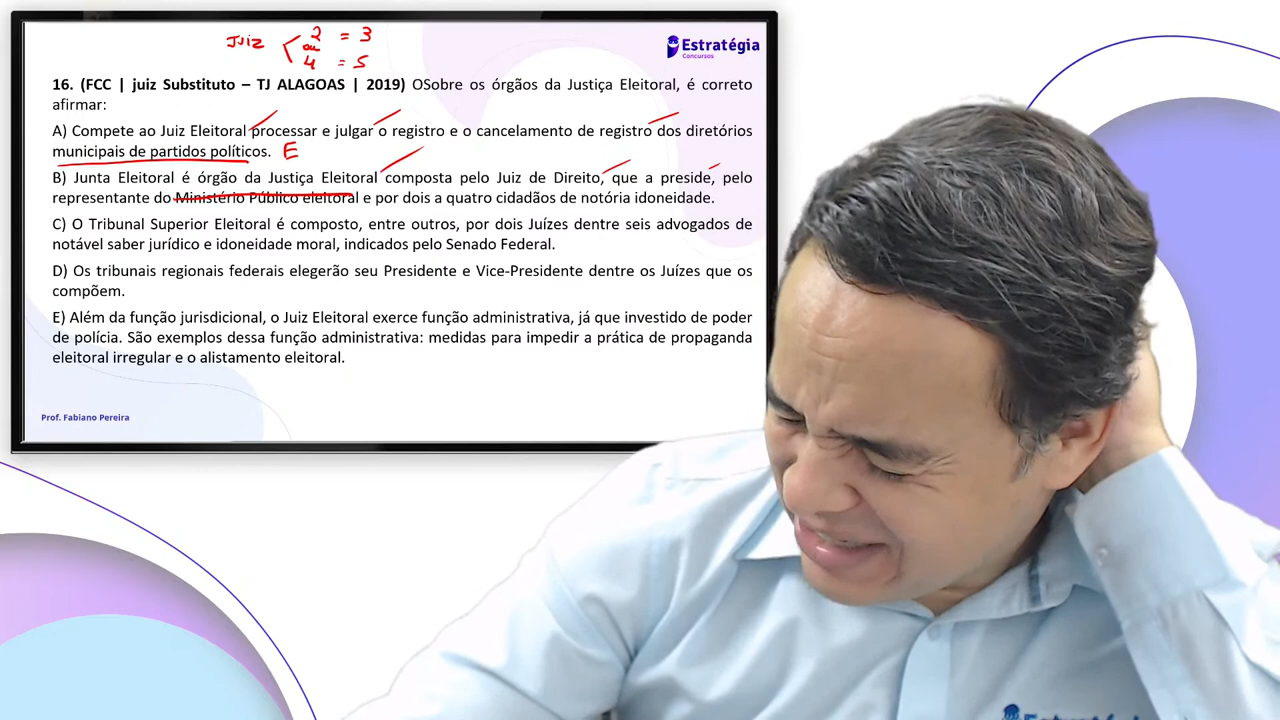 Juiz 2 = 3
ou
4 = 5
Estratégia
Concursos
16. (FCC | juiz Substituto – TJ ALAGOAS | 2019) OSobre os órgãos da Justiça Eleitoral, é correto
afirmar:
A) Compete ao Juiz Eleitoral processar e julgar o registro e o cancelamento de registro dos diretórios
municipais de partidos políticos. E
B) Junta Eleitoral é órgão da Justiça Eleitoral composta pelo Juiz de Direito, que a preside, pelo
representante do Ministério Público eleitoral e por dois a quatro cidadãos de notória idoneidade.
C) O Tribunal Superior Eleitoral é composto, entre outros, por dois Juízes dentre seis advogados de
notável saber jurídico e idoneidade moral, indicados pelo Senado Federal.
D) Os tribunais regionais federais elegerão seu Presidente e Vice-Presidente dentre os Juízes que os
compõem.
E) Além da função jurisdicional, o Juiz Eleitoral exerce função administrativa, já que investido de poder
de polícia. São exemplos dessa função administrativa: medidas para impedir a prática de propaganda
eleitoral irregular e o alistamento eleitoral.
Prof. Fabiano Pereira